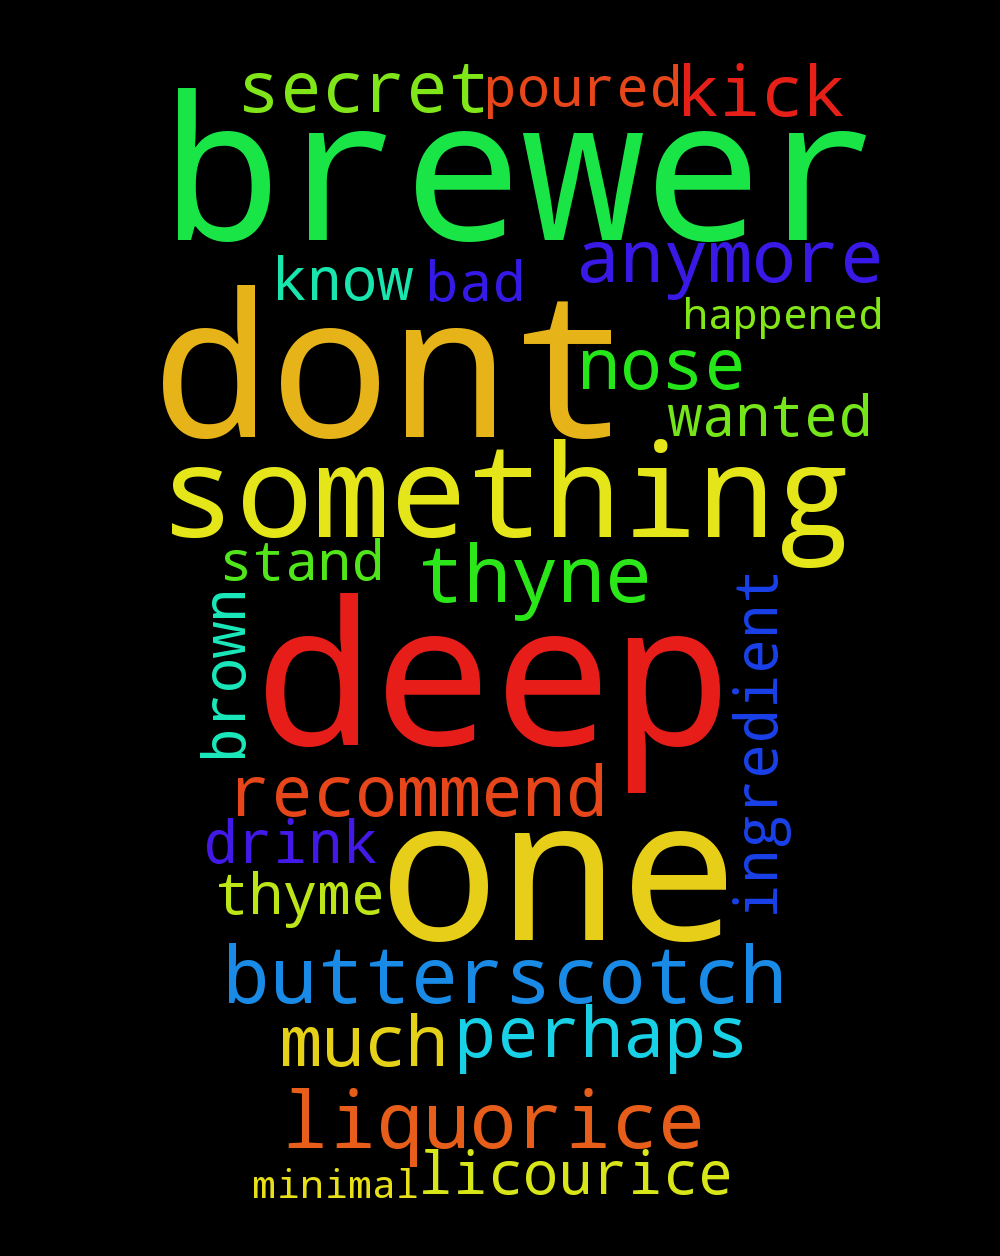 secret poured kick
brewer
know bad anymore
happened
dont
nose
wanted
something
stand thyne
brown
deep
ingredient
recommend
drink
one
thyme
butterscotch
much perhaps
liquorice
minimal licourice